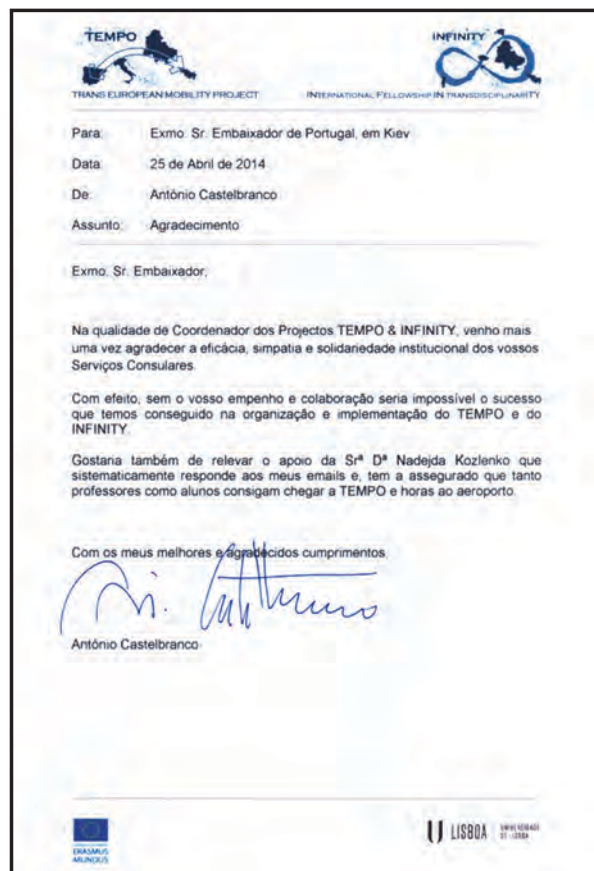 TEMPO
TRANS EUROPEAN MOBILITY PROJECT
INFINITY
INTERNATIONAL FELLOWSHIP IN TRANSDISCIPLINARITY
Para: Exmo. Sr. Embaixador de Portugal, em Kiev
Data: 25 de Abril de 2014
De: António Castelbranco
Assunto: Agradecimento
Exmo. Sr. Embaixador,
Na qualidade de Coordenador dos Projectos TEMPO & INFINITY, venho mais
uma vez agradecer a eficácia, simpatia e solidariedade institucional dos vossos
Serviços Consulares.
Com efeito, sem o vosso empenho e colaboração seria impossível o sucesso
que temos conseguido na organização e implementação do TEMPO e do
INFINITY.
Gostaria também de relevar o apoio da Srª Dª Nadejda Kozlenko que
sistematicamente responde aos meus emails e, tem a assegurado que tanto
professores como alunos consigam chegar a TEMPO e horas ao aeroporto.
Com os meus melhores e agradecidos cumprimentos,
António Castelbranco
ERASMUS
MUNDUS
LISBOA
UNIVERSIDADE
DE LISBOA